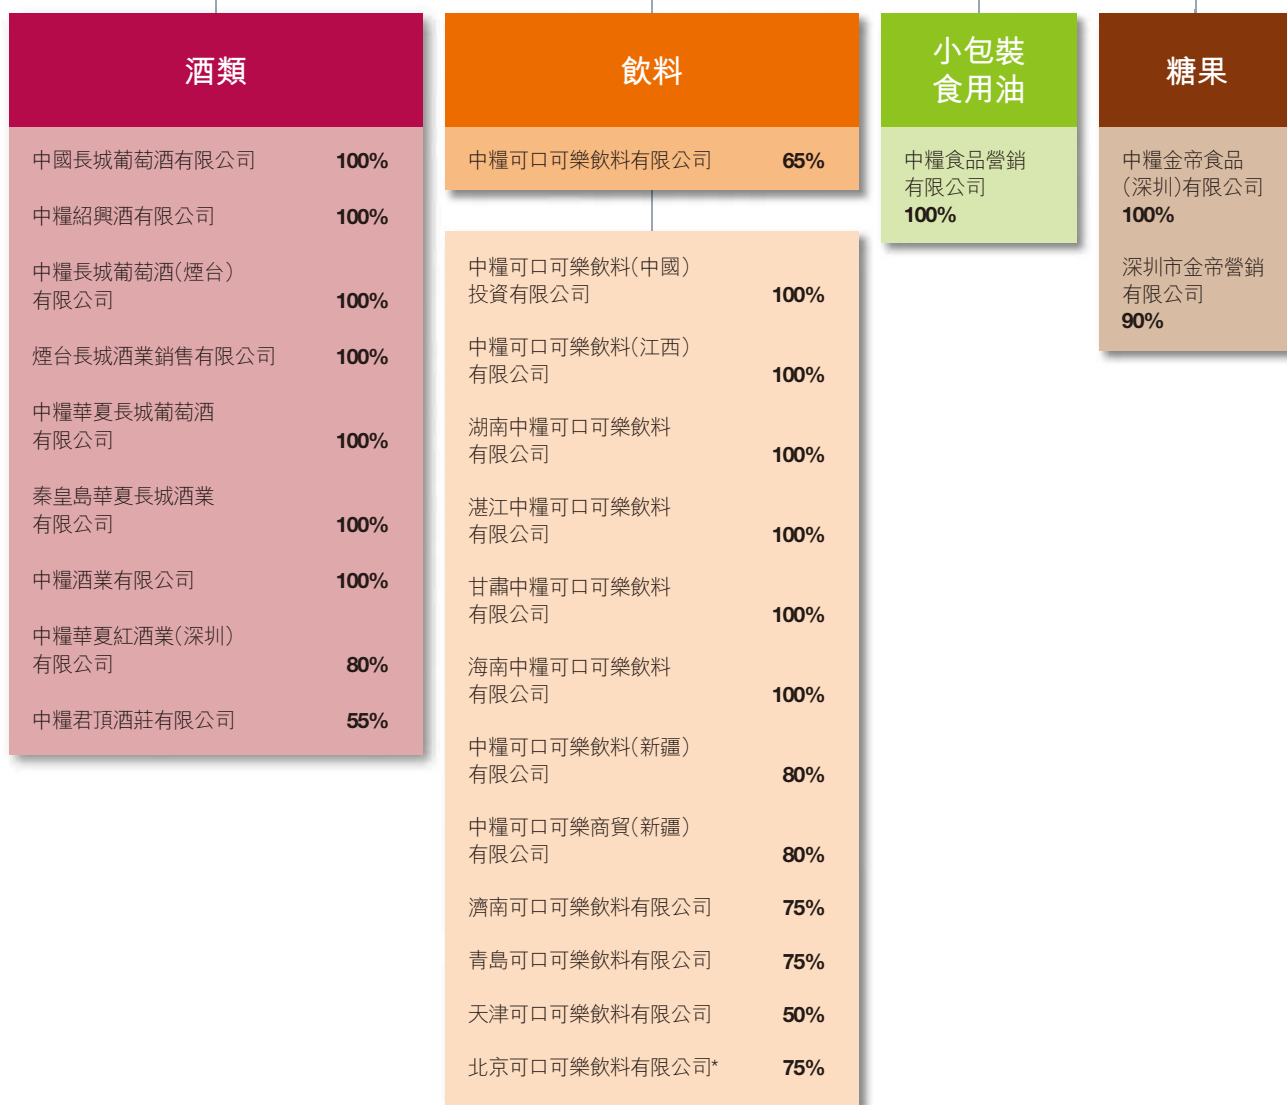 酒類
中國長城葡萄酒有限公司 100%
中糧紹興酒有限公司 100%
中糧長城葡萄酒(煙台)
有限公司 100%
煙台長城酒業銷售有限公司 100%
中糧華夏長城葡萄酒
有限公司 100%
秦皇島華夏長城酒業
有限公司 100%
中糧酒業有限公司 100%
中糧華夏紅酒業(深圳)
有限公司 80%
中糧君頂酒莊有限公司 55%
飲料
中糧可口可樂飲料有限公司 65%
中糧可口可樂飲料(中國)
投資有限公司 100%
中糧可口可樂飲料(江西)
有限公司 100%
湖南中糧可口可樂飲料
有限公司 100%
湛江中糧可口可樂飲料
有限公司 100%
甘肅中糧可口可樂飲料
有限公司 100%
海南中糧可口可樂飲料
有限公司 100%
中糧可口可樂飲料(新疆)
有限公司 80%
中糧可口可樂商貿(新疆)
有限公司 80%
濟南可口可樂飲料有限公司 75%
青島可口可樂飲料有限公司 75%
天津可口可樂飲料有限公司 50%
北京可口可樂飲料有限公司* 75%
小包裝
食用油
中糧食品營銷
有限公司
100%
糖果
中糧金帝食品
(深圳)有限公司
100%
深圳市金帝營銷
有限公司
90%